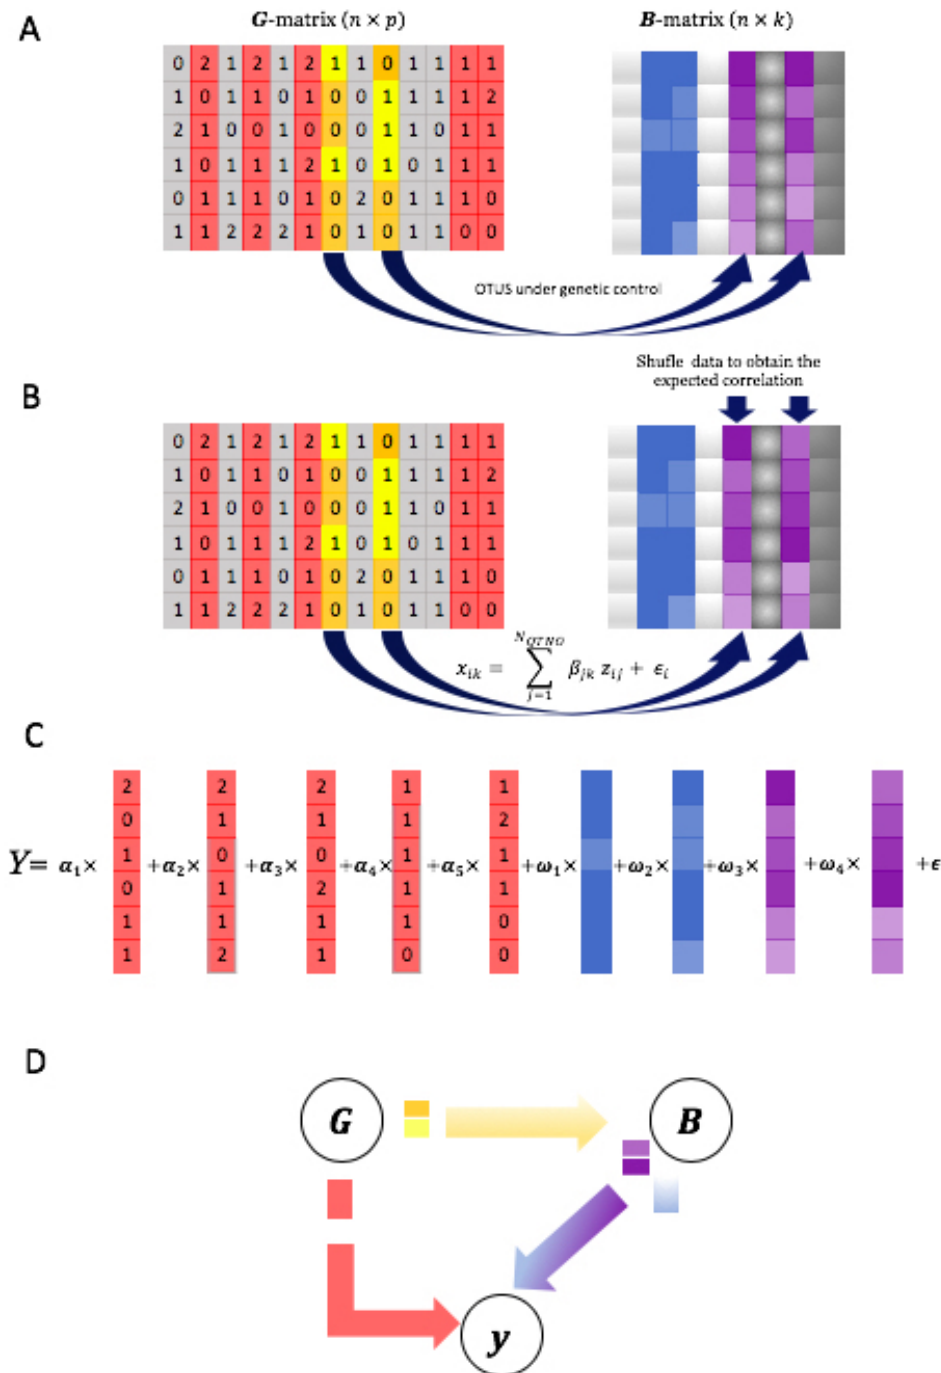 A
G-matrix (n × p)
B-matrix (n × k)
0 2 1 2 1 2 1 1 0 1 1 1 1
1 0 1 1 0 1 0 0 1 1 1 1 2
2 1 0 0 1 0 0 0 1 1 0 1 1
1 0 1 1 1 2 1 0 1 0 1 1 1
0 1 1 1 0 1 0 2 0 1 1 1 0
1 1 2 2 2 1 0 1 0 1 1 0 0
OTUS under genetic control
B
Shufle data to obtain the
expected correlation
0 2 1 2 1 2 1 1 0 1 1 1 1
1 0 1 1 0 1 0 0 1 1 1 1 2
2 1 0 0 1 0 0 0 1 1 0 1 1
1 0 1 1 1 2 1 0 1 0 1 1 1
0 1 1 1 0 1 0 2 0 1 1 1 0
1 1 2 2 2 1 0 1 0 1 1 0 0
x_{ik} = \sum_{j=1}^{N_{QTNO}} β_{jk} z_{ij} + ϵ_i
C
2 2 2 1 1
0 1 1 1 2
1 0 0 1 1
Y= α₁× +α₂× +α₃× +α₄× +α₅× +ω₁× +ω₂× +ω₃× +ω₄× +ϵ
0 1 2 1 1
1 1 1 1 0
1 2 1 0 0
D
G
B
y